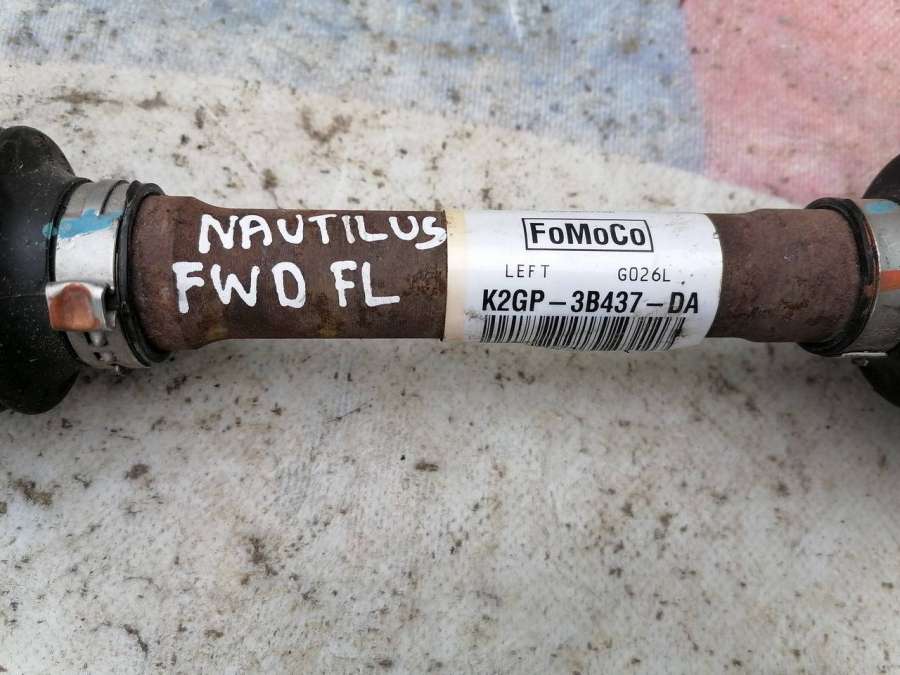 NAUTILUS
FWD FL
FoMoCo
LEFT G026L
K2GP-3B437-DA